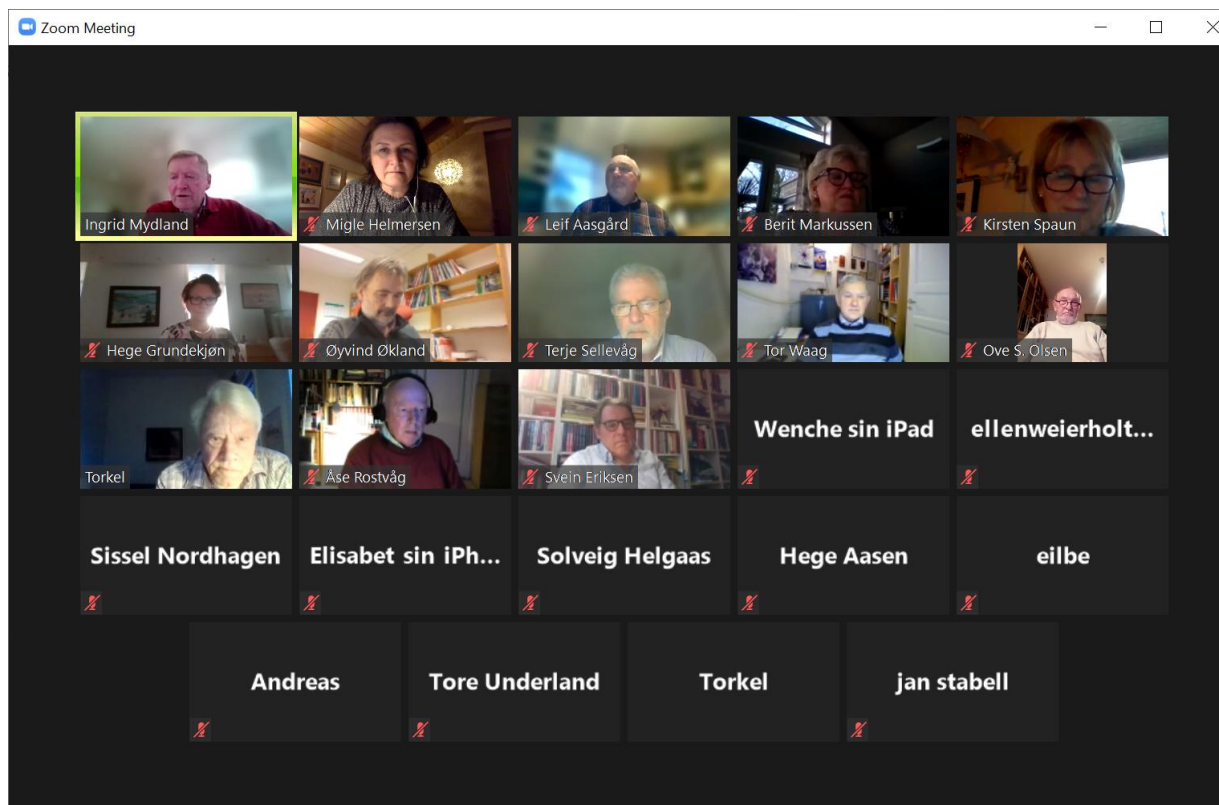 Zoom Meeting
Ingrid Mydland
Migle Helmersen
Leif Aasgård
Berit Markussen
Kirsten Spaun
Hege Grundekjøn
Øyvind Økland
Terje Sellevåg
Tor Waag
Ove S. Olsen
Torkel
Åse Rostvåg
Svein Eriksen
Wenche sin iPad
ellenweierholt...
Sissel Nordhagen
Elisabet sin iPh...
Solveig Helgaas
Hege Aasen
eilbe
Andreas
Tore Underland
Torkel
jan stabell